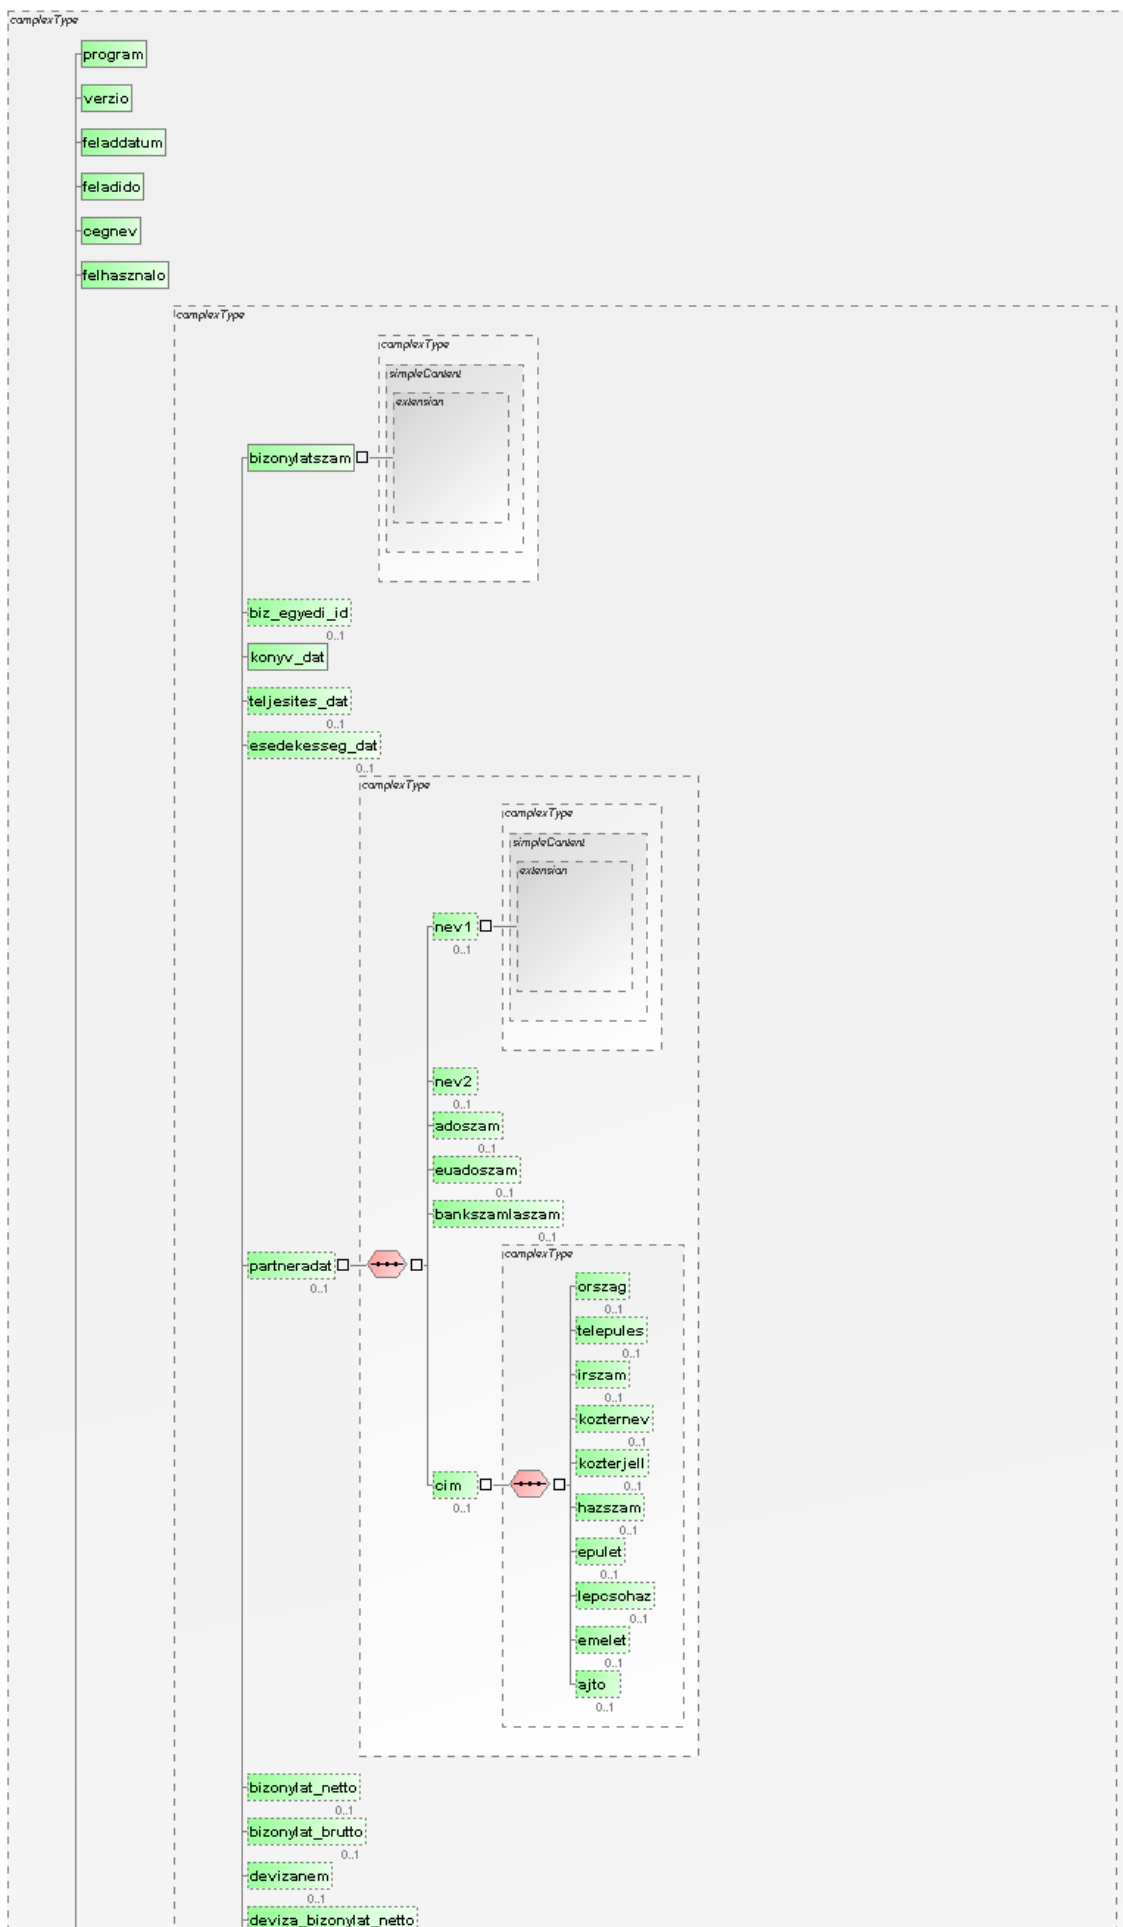 complexType
program
verzio
feladdatum
feladido
cegnev
felhasznalo
complexType
complexType
simpleContent
extension
bizonylatszam
biz_egyedi_id
0..1
konyv_dat
teljesites_dat
0..1
esedekesseg_dat
0..1
complexType
complexType
simpleContent
extension
nev1
0..1
nev2
0..1
adoszam
0..1
euadoszam
0..1
bankszamlaszam
0..1
complexType
partneradat
0..1
orszag
0..1
telepules
0..1
irszam
0..1
kozternev
0..1
kozterjell
0..1
cim
0..1
hazszam
0..1
epulet
0..1
lepcsohaz
0..1
emelet
0..1
ajto
0..1
bizonylat_netto
0..1
bizonylat_brutto
0..1
devizanem
0..1
deviza_bizonylat_netto